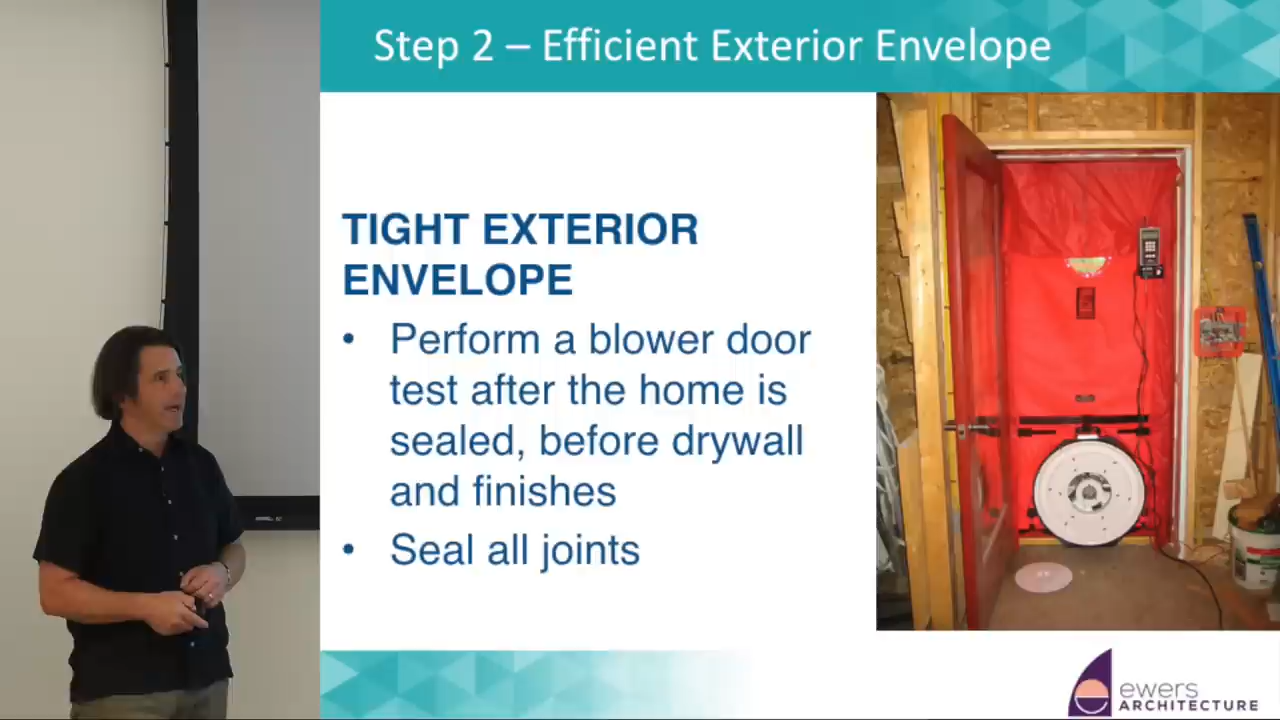 Step 2 – Efficient Exterior Envelope
TIGHT EXTERIOR
ENVELOPE
• Perform a blower door
test after the home is
sealed, before drywall
and finishes
• Seal all joints
ewers
ARCHITECTURE